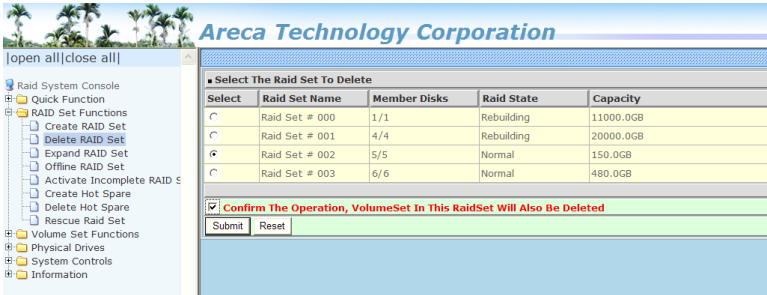 Areca Technology Corporation
|open all|close all|
Raid System Console
Quick Function
RAID Set Functions
Create RAID Set
Delete RAID Set
Expand RAID Set
Offline RAID Set
Activate Incomplete RAID S
Create Hot Spare
Delete Hot Spare
Rescue Raid Set
Volume Set Functions
Physical Drives
System Controls
Information
Select The Raid Set To Delete
Select Raid Set Name Member Disks Raid State Capacity
Raid Set # 000 1/1 Rebuilding 11000.0GB
Raid Set # 001 4/4 Rebuilding 20000.0GB
Raid Set # 002 5/5 Normal 150.0GB
Raid Set # 003 6/6 Normal 480.0GB
Confirm The Operation, VolumeSet In This RaidSet Will Also Be Deleted
Submit Reset